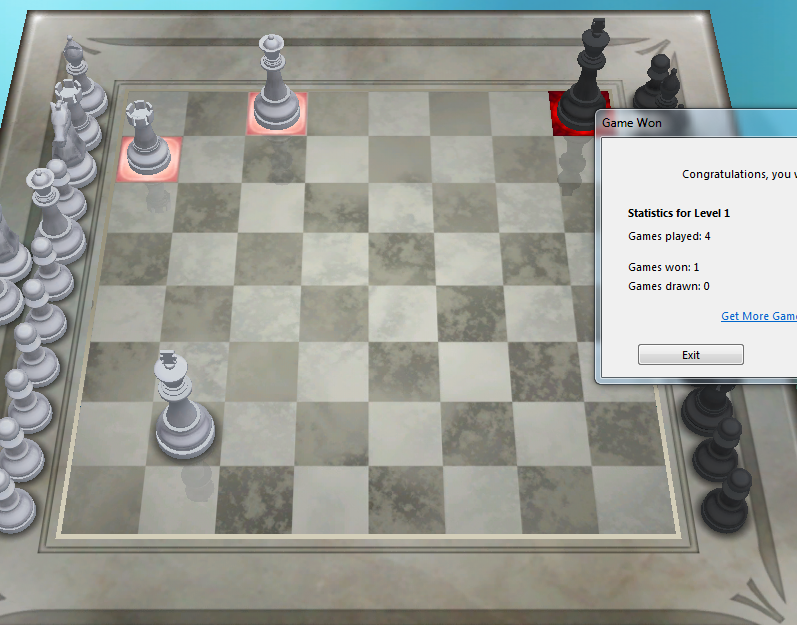 Game Won
Congratulations, you
Statistics for Level 1
Games played: 4
Games won: 1
Games drawn: 0
Get More Gam
Exit